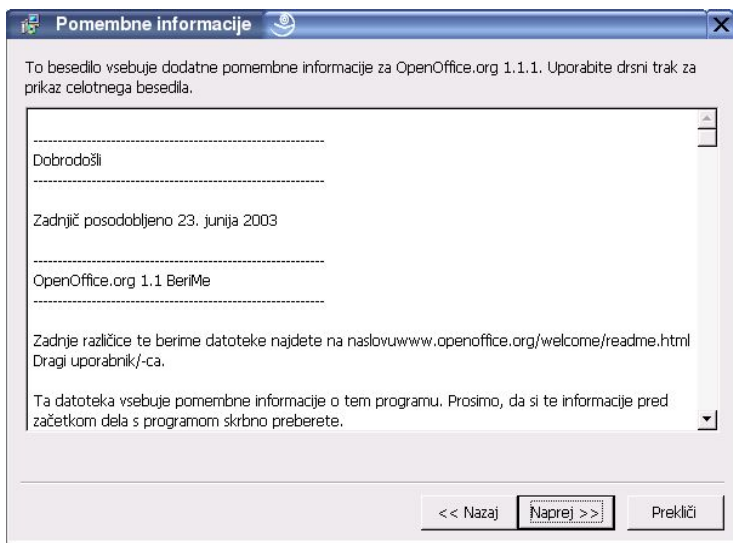 Pomembne informacije
To besedilo vsebuje dodatne pomembne informacije za OpenOffice.org 1.1.1. Uporabite drsni trak za
prikaz celotnega besedila.
------------------------------------------------------------
Dobrodošli
------------------------------------------------------------
Zadnjič posodobljeno 23. junija 2003
------------------------------------------------------------
OpenOffice.org 1.1 BeriMe
------------------------------------------------------------
Zadnje različice te berime datoteke najdete na naslovuwww.openoffice.org/welcome/readme.html
Dragi uporabnik/-ca.
Ta datoteka vsebuje pomembne informacije o tem programu. Prosimo, da si te informacije pred
začetkom dela s programom skrbno preberete.
<< Nazaj Naprej >> Prekliči